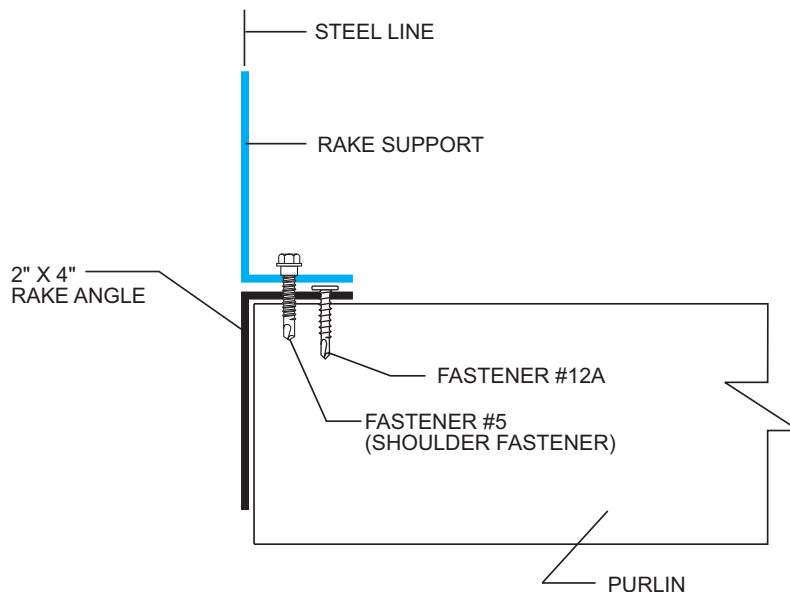 STEEL LINE
RAKE SUPPORT
2" X 4"
RAKE ANGLE
FASTENER #12A
FASTENER #5
(SHOULDER FASTENER)
PURLIN